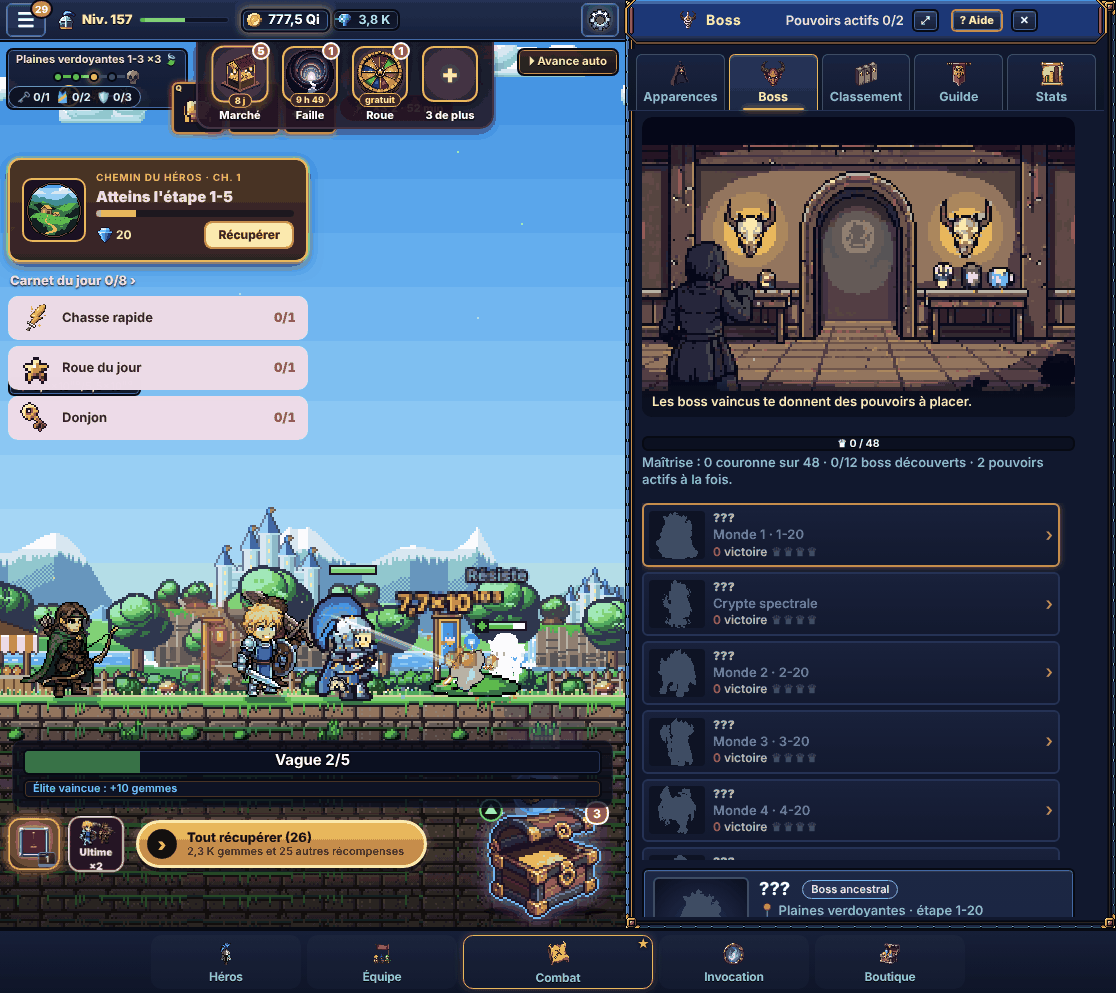 29
Niv. 157
777,5 Qi
3,8 K
Plaines vertoyantes 1-3 ×3
0/1 0/2 0/3
Q
5
8 j
Marché
1
9 h 49
Faille
1
gratuit
Roue
+
3 de plus
Avance auto
CHEMIN DU HÉROS · CH. 1
Atteins l'étape 1-5
20
Récupérer
Carnet du jour 0/8 ›
Chasse rapide 0/1
Roue du jour 0/1
Donjon 0/1
Résiste
7,7×10¹⁰¹
Vague 2/5
Élite vaincue : +10 gemmes
1
Ultime
×2
Tout récupérer (26)
2,3 K gemmes et 25 autres récompenses
3
Boss
Pouvoirs actifs 0/2
? Aide
×
Apparences
Boss
Classement
Guilde
Stats
Les boss vaincus te donnent des pouvoirs à placer.
0 / 48
Maîtrise : 0 couronne sur 48 · 0/12 boss découverts · 2 pouvoirs
actifs à la fois.
???
Monde 1 · 1-20
0 victoire
???
Crypte spectrale
0 victoire
???
Monde 2 · 2-20
0 victoire
???
Monde 3 · 3-20
0 victoire
???
Monde 4 · 4-20
0 victoire
??? Boss ancestral
Plaines verdoyantes · étape 1-20
Héros
Équipe
Combat
Invocation
Boutique